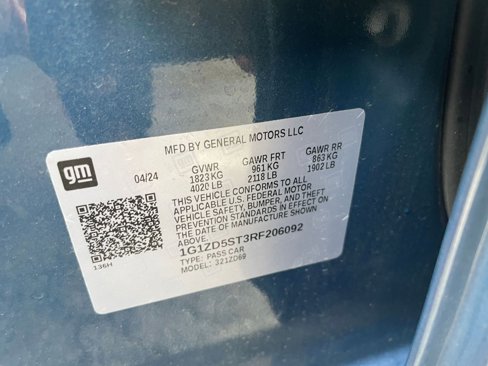 MFD BY GENERAL MOTORS LLC
gm
04/24
GVWR GAWR FRT GAWR RR
1823 KG 961 KG 863 KG
4020 LB 2118 LB 1902 LB
THIS VEHICLE CONFORMS TO ALL
APPLICABLE U.S. FEDERAL MOTOR
VEHICLE SAFETY, BUMPER, AND THEFT
PREVENTION STANDARDS IN EFFECT ON
THE DATE OF MANUFACTURE SHOWN
ABOVE.
1G1ZD5ST3RF206092
TYPE: PASS CAR
MODEL: 321ZD69
136H